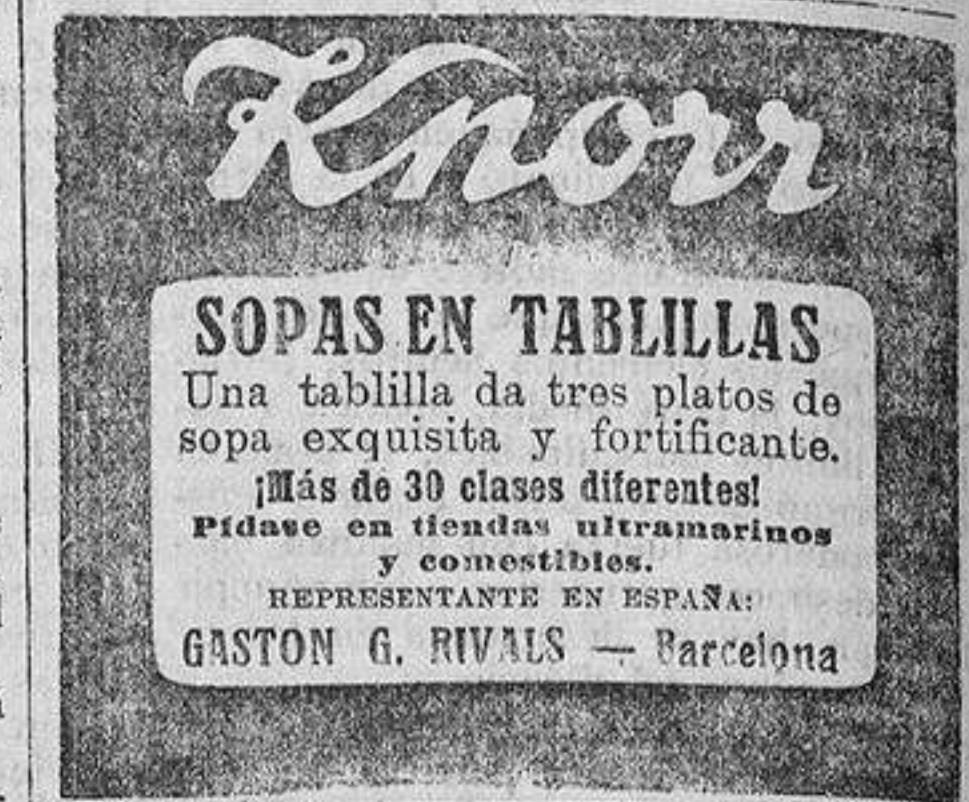 Knorr
SOPAS EN TABLILLAS
Una tablilla da tres platos de
sopa exquisita y fortificante.
¡Más de 30 clases diferentes!
Pídase en tiendas ultramarinos
y comestibles.
REPRESENTANTE EN ESPAÑA:
GASTON G. RIVALS — Barcelona